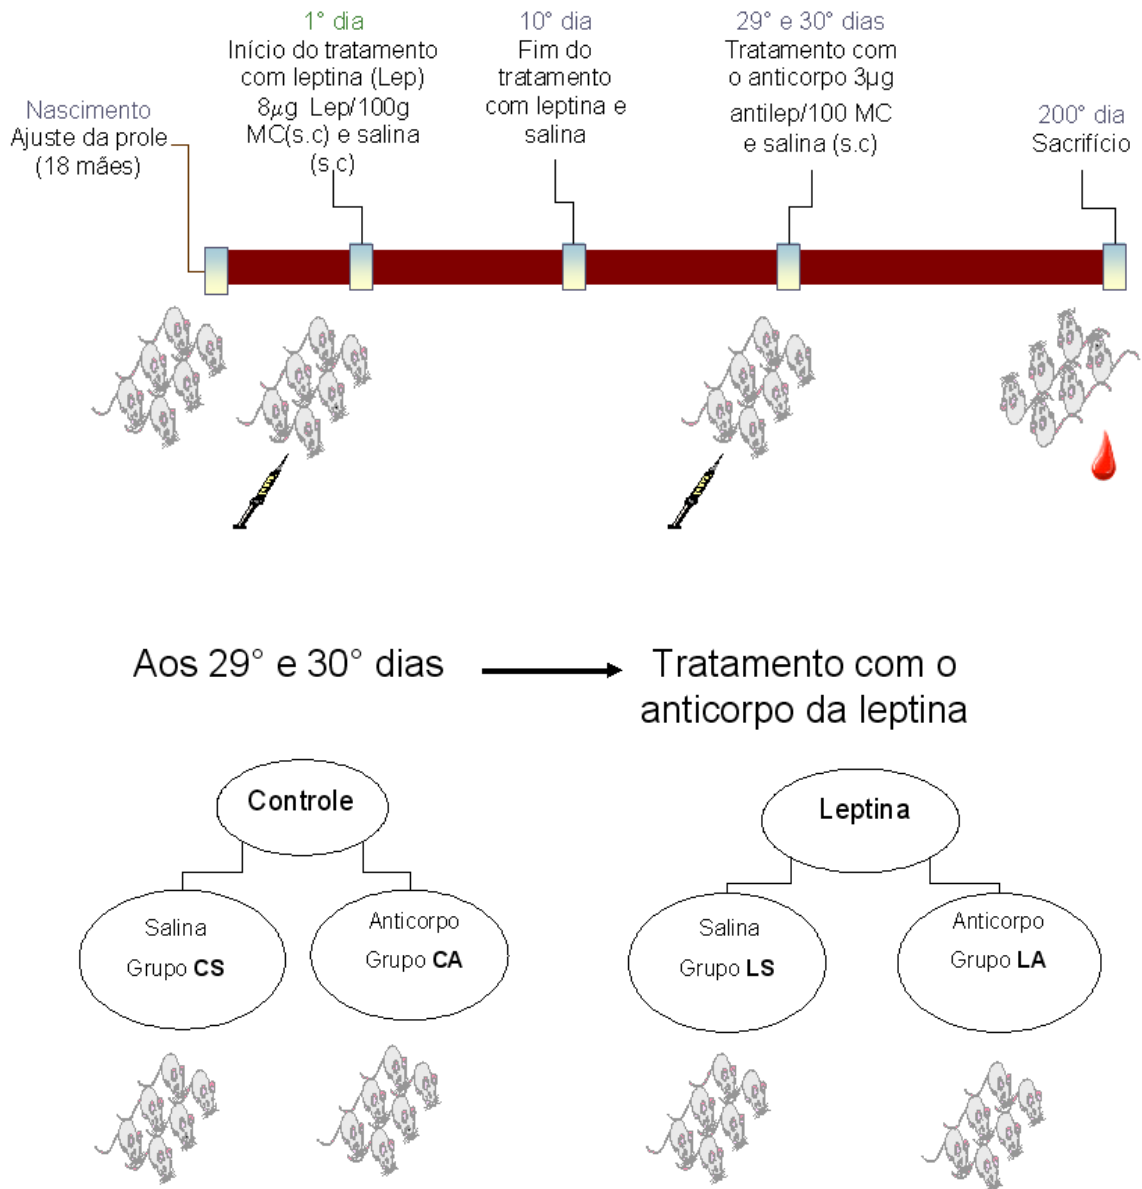 Nascimento
Ajuste da prole
(18 mães)
1° dia
Início do tratamento
com leptina (Lep)
8µg Lep/100g
MC(s.c) e salina
(s.c)
10° dia
Fim do
tratamento
com leptina e
salina
29° e 30° dias
Tratamento com
o anticorpo 3µg
antilep/100 MC
e salina (s.c)
200° dia
Sacrifício
Aos 29° e 30° dias
Tratamento com o
anticorpo da leptina
Controle
Salina
Grupo CS
Anticorpo
Grupo CA
Leptina
Salina
Grupo LS
Anticorpo
Grupo LA